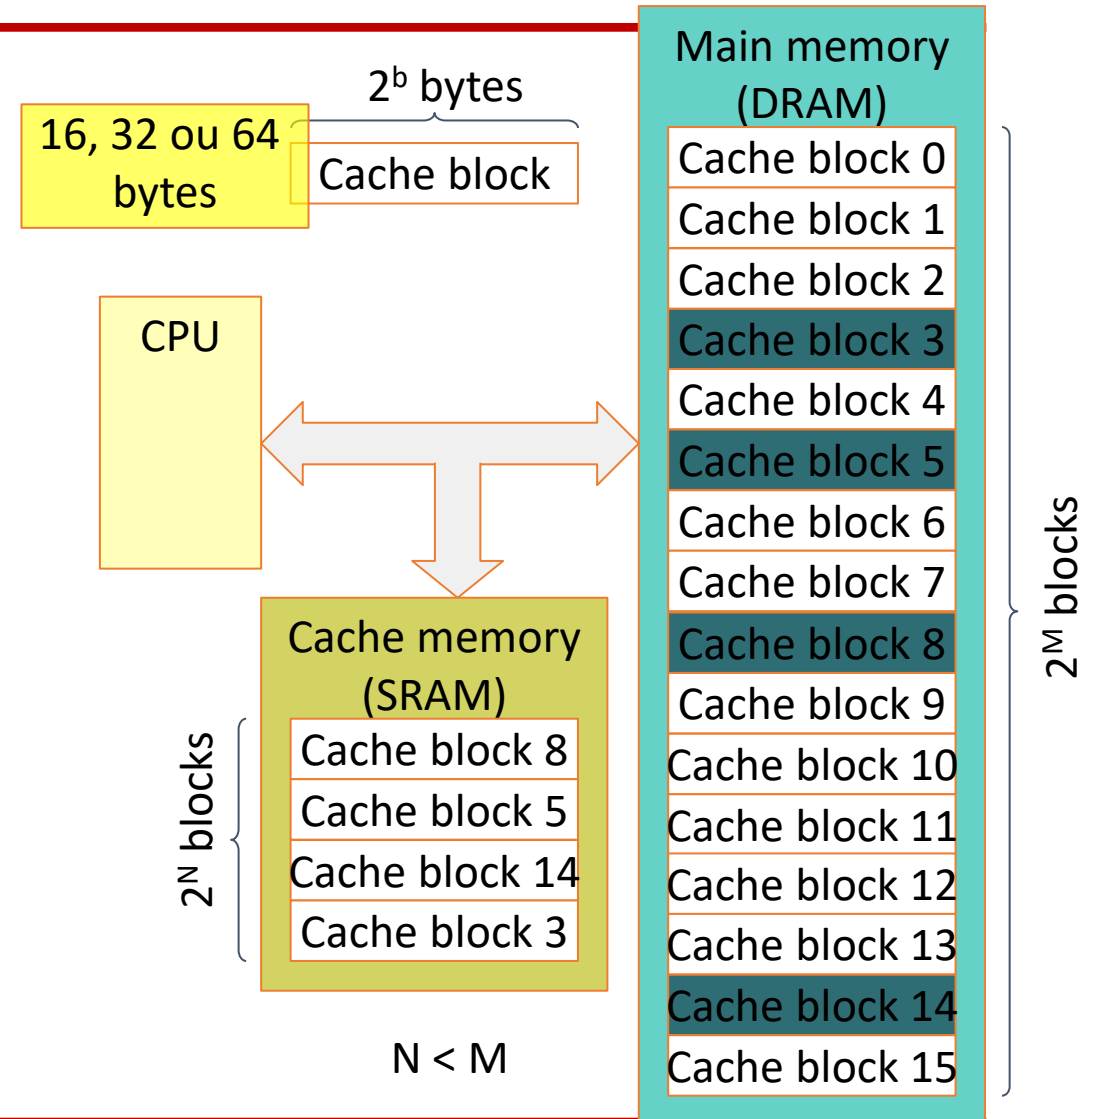 2ᵇ bytes
16, 32 ou 64
bytes
Cache block
CPU
Cache memory
(SRAM)
2ᴺ blocks
Cache block 8
Cache block 5
Cache block 14
Cache block 3
N < M
Main memory
(DRAM)
Cache block 0
Cache block 1
Cache block 2
Cache block 3
Cache block 4
Cache block 5
Cache block 6
Cache block 7
Cache block 8
Cache block 9
Cache block 10
Cache block 11
Cache block 12
Cache block 13
Cache block 14
Cache block 15
2ᴹ blocks